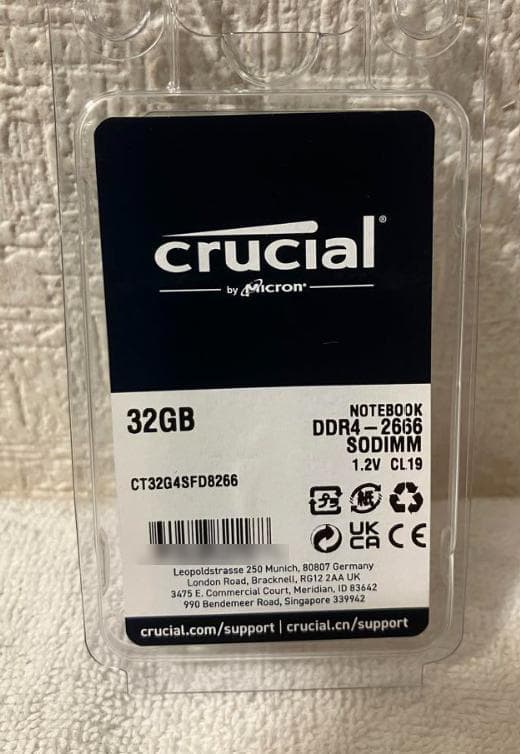 crucial®
by Micron®
32GB
NOTEBOOK
DDR4-2666
SODIMM
1.2V CL19
CT32G4SFD8266
UK
CA
CE
Leopoldstrasse 250 Munich, 80807 Germany
London Road, Bracknell, RG12 2AA UK
3475 E. Commercial Court, Meridian, ID 83642
990 Bendemeer Road, Singapore 339942
crucial.com/support | crucial.cn/support